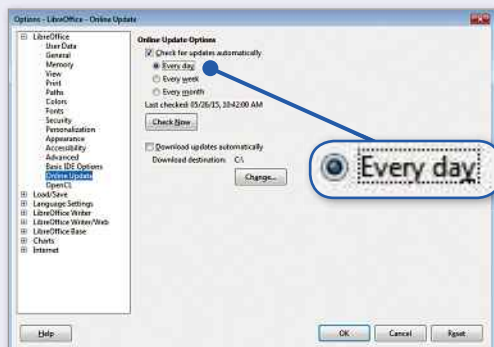 Options - LibreOffice - Online Update
LibreOffice
User Data
General
Memory
View
Print
Paths
Colors
Fonts
Security
Personalization
Appearance
Accessibility
Advanced
Basic IDE Options
Online Update
OpenCL
Load/Save
Language Settings
LibreOffice Writer
LibreOffice Writer/Web
LibreOffice Base
Charts
Internet
Online Update Options
Check for updates automatically
Every day
Every week
Every month
Last checked: 05/26/15, 10:42:00 AM
Check Now
Download updates automatically
Download destination: C:\
Change...
Every day
Help
OK
Cancel
Reset